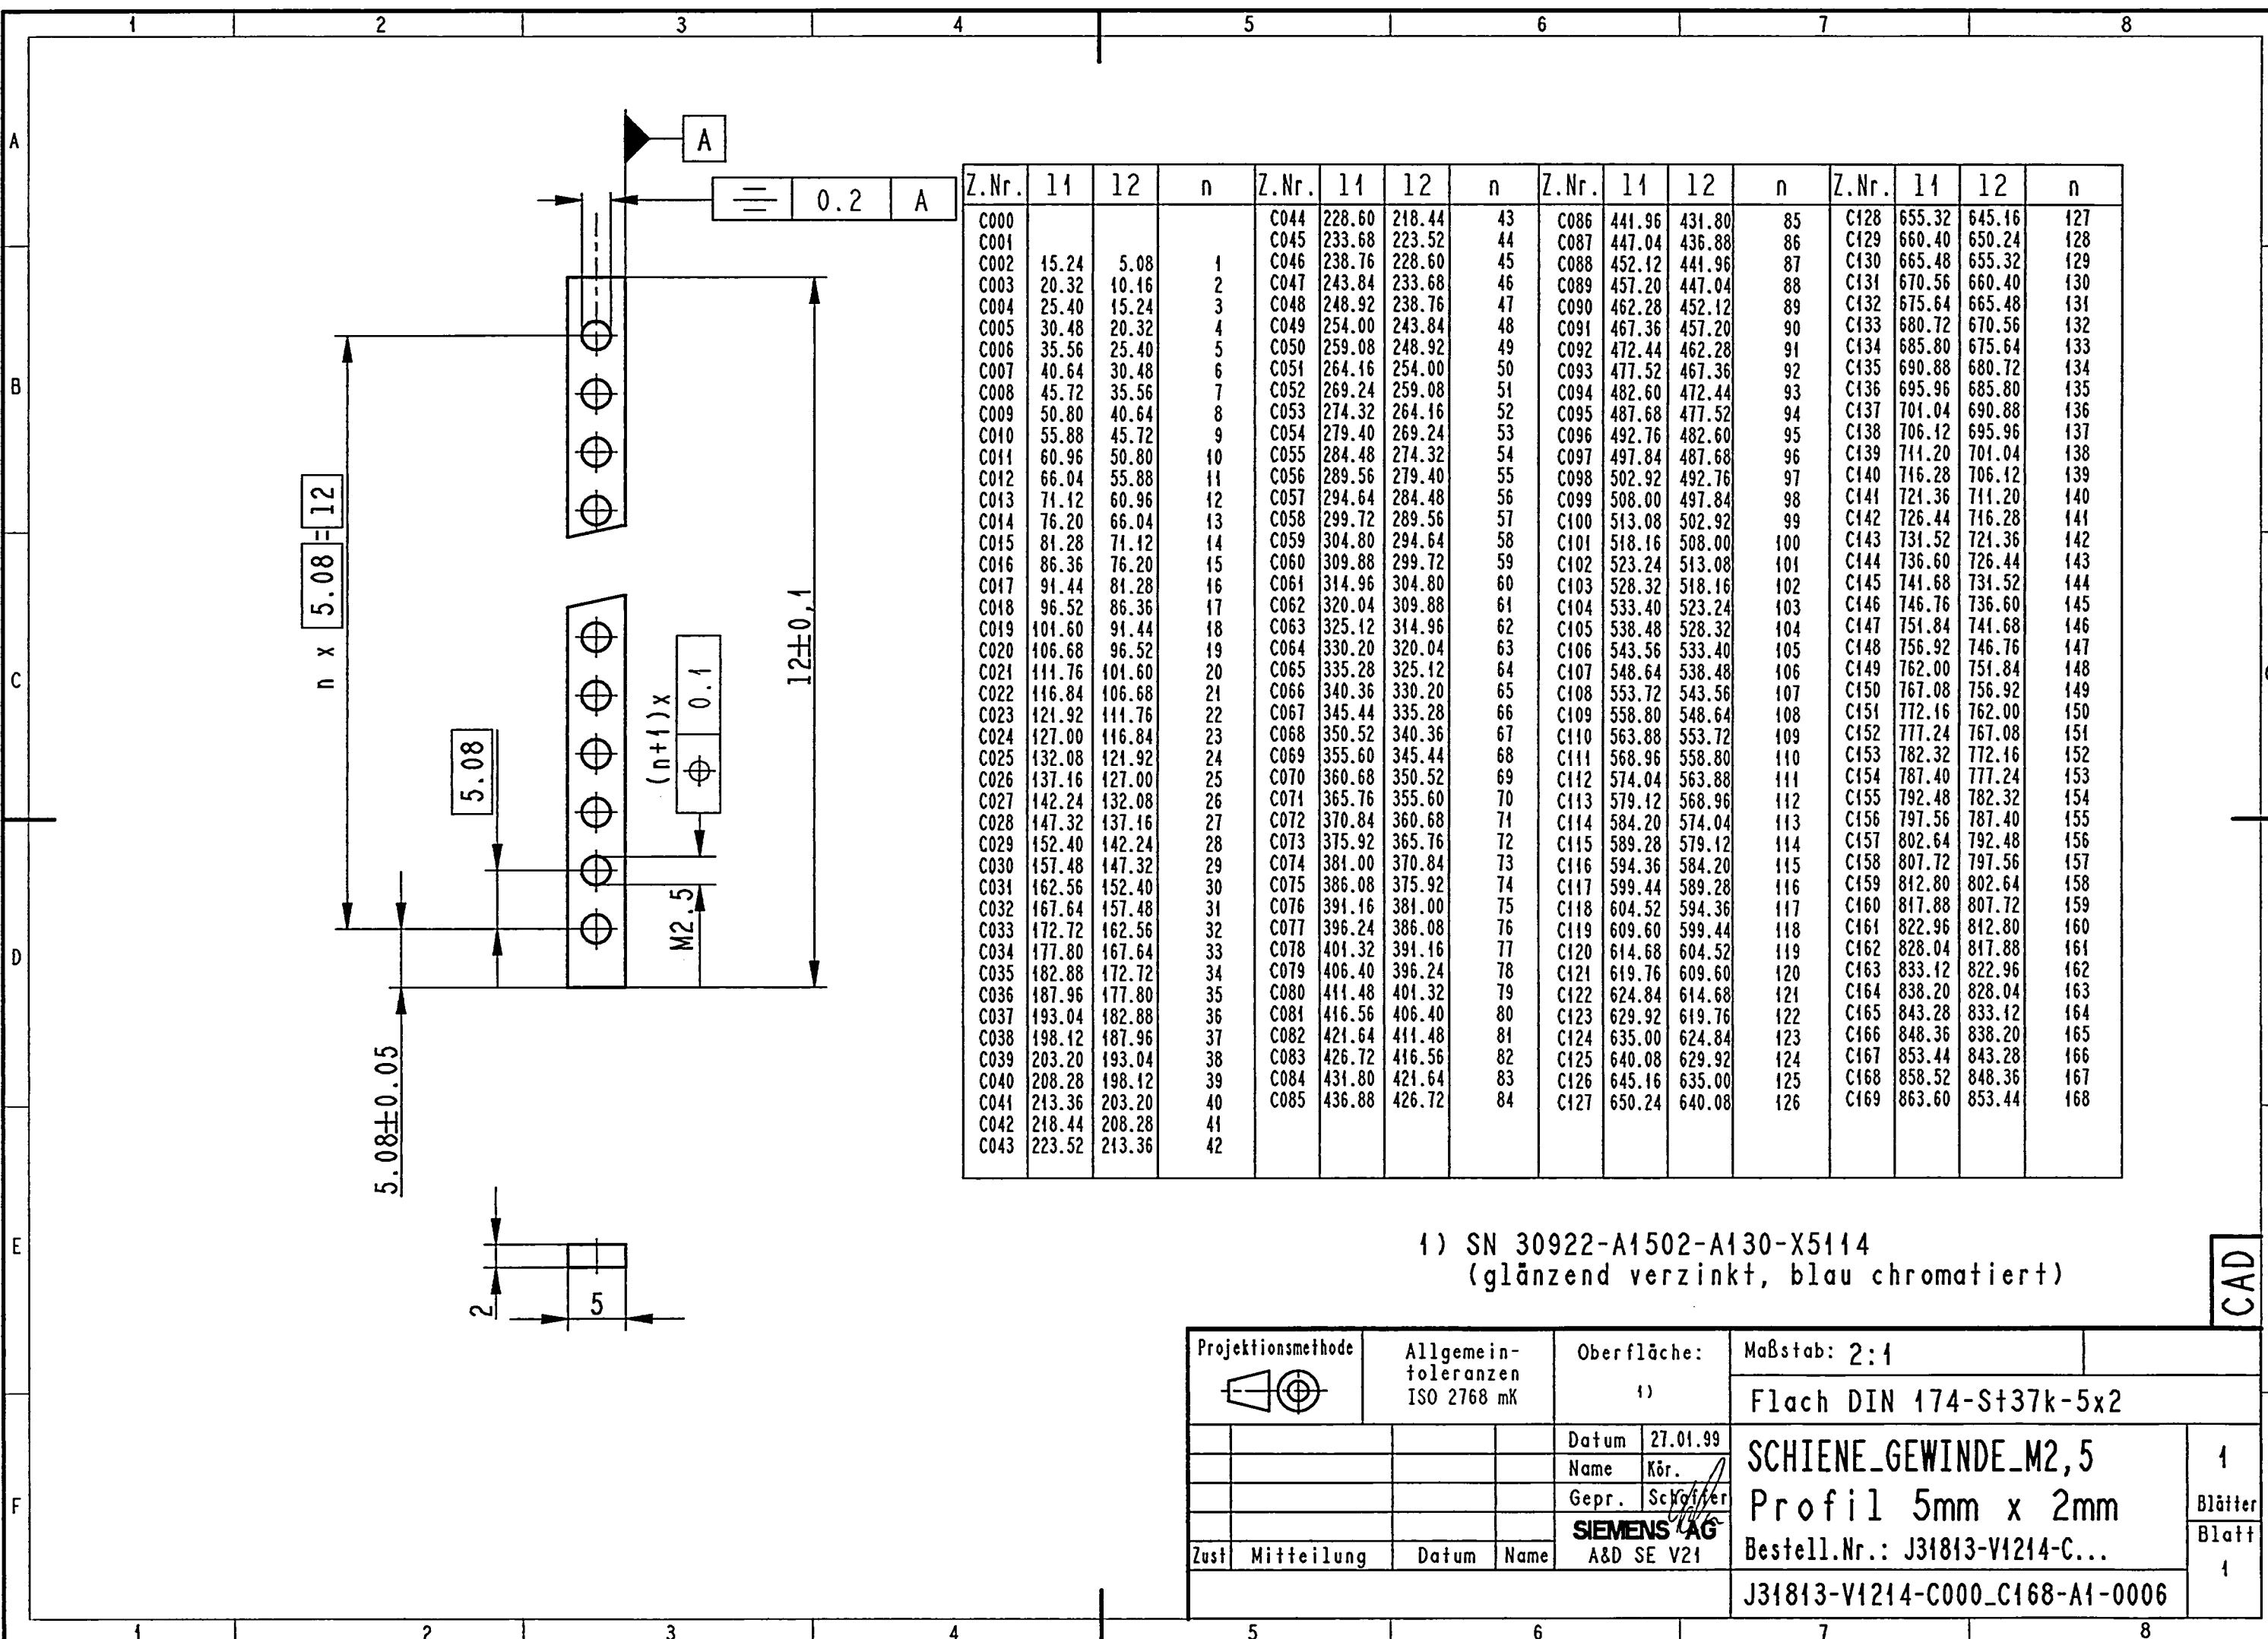 1 2 3 4 5 6 7 8
A
A
0.2 A
Z.Nr. l1 l2 n Z.Nr. l1 l2 n Z.Nr. l1 l2 n Z.Nr. l1 l2 n
C000 C044 228.60 218.44 43 C086 441.96 431.80 85 C128 655.32 645.16 127
C001 C045 233.68 223.52 44 C087 447.04 436.88 86 C129 660.40 650.24 128
C002 15.24 5.08 1 C046 238.76 228.60 45 C088 452.12 441.96 87 C130 665.48 655.32 129
C003 20.32 10.16 2 C047 243.84 233.68 46 C089 457.20 447.04 88 C131 670.56 660.40 130
C004 25.40 15.24 3 C048 248.92 238.76 47 C090 462.28 452.12 89 C132 675.64 665.48 131
C005 30.48 20.32 4 C049 254.00 243.84 48 C091 467.36 457.20 90 C133 680.72 670.56 132
C006 35.56 25.40 5 C050 259.08 248.92 49 C092 472.44 462.28 91 C134 685.80 675.64 133
C007 40.64 30.48 6 C051 264.16 254.00 50 C093 477.52 467.36 92 C135 690.88 680.72 134
C008 45.72 35.56 7 C052 269.24 259.08 51 C094 482.60 472.44 93 C136 695.96 685.80 135
C009 50.80 40.64 8 C053 274.32 264.16 52 C095 487.68 477.52 94 C137 701.04 690.88 136
C010 55.88 45.72 9 C054 279.40 269.24 53 C096 492.76 482.60 95 C138 706.12 695.96 137
C011 60.96 50.80 10 C055 284.48 274.32 54 C097 497.84 487.68 96 C139 711.20 701.04 138
C012 66.04 55.88 11 C056 289.56 279.40 55 C098 502.92 492.76 97 C140 716.28 706.12 139
C013 71.12 60.96 12 C057 294.64 284.48 56 C099 508.00 497.84 98 C141 721.36 711.20 140
C014 76.20 66.04 13 C058 299.72 289.56 57 C100 513.08 502.92 99 C142 726.44 716.28 141
C015 81.28 71.12 14 C059 304.80 294.64 58 C101 518.16 508.00 100 C143 731.52 721.36 142
C016 86.36 76.20 15 C060 309.88 299.72 59 C102 523.24 513.08 101 C144 736.60 726.44 143
C017 91.44 81.28 16 C061 314.96 304.80 60 C103 528.32 518.16 102 C145 741.68 731.52 144
C018 96.52 86.36 17 C062 320.04 309.88 61 C104 533.40 523.24 103 C146 746.76 736.60 145
C019 101.60 91.44 18 C063 325.12 314.96 62 C105 538.48 528.32 104 C147 751.84 741.68 146
C020 106.68 96.52 19 C064 330.20 320.04 63 C106 543.56 533.40 105 C148 756.92 746.76 147
C021 111.76 101.60 20 C065 335.28 325.12 64 C107 548.64 538.48 106 C149 762.00 751.84 148
C022 116.84 106.68 21 C066 340.36 330.20 65 C108 553.72 543.56 107 C150 767.08 756.92 149
C023 121.92 111.76 22 C067 345.44 335.28 66 C109 558.80 548.64 108 C151 772.16 762.00 150
C024 127.00 116.84 23 C068 350.52 340.36 67 C110 563.88 553.72 109 C152 777.24 767.08 151
C025 132.08 121.92 24 C069 355.60 345.44 68 C111 568.96 558.80 110 C153 782.32 772.16 152
C026 137.16 127.00 25 C070 360.68 350.52 69 C112 574.04 563.88 111 C154 787.40 777.24 153
C027 142.24 132.08 26 C071 365.76 355.60 70 C113 579.12 568.96 112 C155 792.48 782.32 154
C028 147.32 137.16 27 C072 370.84 360.68 71 C114 584.20 574.04 113 C156 797.56 787.40 155
C029 152.40 142.24 28 C073 375.92 365.76 72 C115 589.28 579.12 114 C157 802.64 792.48 156
C030 157.48 147.32 29 C074 381.00 370.84 73 C116 594.36 584.20 115 C158 807.72 797.56 157
C031 162.56 152.40 30 C075 386.08 375.92 74 C117 599.44 589.28 116 C159 812.80 802.64 158
C032 167.64 157.48 31 C076 391.16 381.00 75 C118 604.52 594.36 117 C160 817.88 807.72 159
C033 172.72 162.56 32 C077 396.24 386.08 76 C119 609.60 599.44 118 C161 822.96 812.80 160
C034 177.80 167.64 33 C078 401.32 391.16 77 C120 614.68 604.52 119 C162 828.04 817.88 161
C035 182.88 172.72 34 C079 406.40 396.24 78 C121 619.76 609.60 120 C163 833.12 822.96 162
C036 187.96 177.80 35 C080 411.48 401.32 79 C122 624.84 614.68 121 C164 838.20 828.04 163
C037 193.04 182.88 36 C081 416.56 406.40 80 C123 629.92 619.76 122 C165 843.28 833.12 164
C038 198.12 187.96 37 C082 421.64 411.48 81 C124 635.00 624.84 123 C166 848.36 838.20 165
C039 203.20 193.04 38 C083 426.72 416.56 82 C125 640.08 629.92 124 C167 853.44 843.28 166
C040 208.28 198.12 39 C084 431.80 421.64 83 C126 645.16 635.00 125 C168 858.52 848.36 167
C041 213.36 203.20 40 C085 436.88 426.72 84 C127 650.24 640.08 126 C169 863.60 853.44 168
C042 218.44 208.28 41
C043 223.52 213.36 42
B
n x 5.08=l2
l2±0,1
C
(n+1)x
0.1
5.08
M2.5
D
5.08±0.05
E
2
5
1) SN 30922-A1502-A130-X5114
(glänzend verzinkt, blau chromatiert)
CAD
Projektionsmethode
Allgemein-
toleranzen
ISO 2768 mK
Oberfläche:
1)
Maßstab: 2:1
Flach DIN 174-St37k-5x2
Datum 27.01.99
Name Kör.
Gepr. Schaffer
SIEMENS AG
A&D SE V21
Zust Mitteilung Datum Name
SCHIENE_GEWINDE_M2,5
Profil 5mm x 2mm
Bestell.Nr.: J31813-V1214-C...
J31813-V1214-C000_C168-A1-0006
1
Blätter
Blatt
1
F
1 2 3 4 5 6 7 8